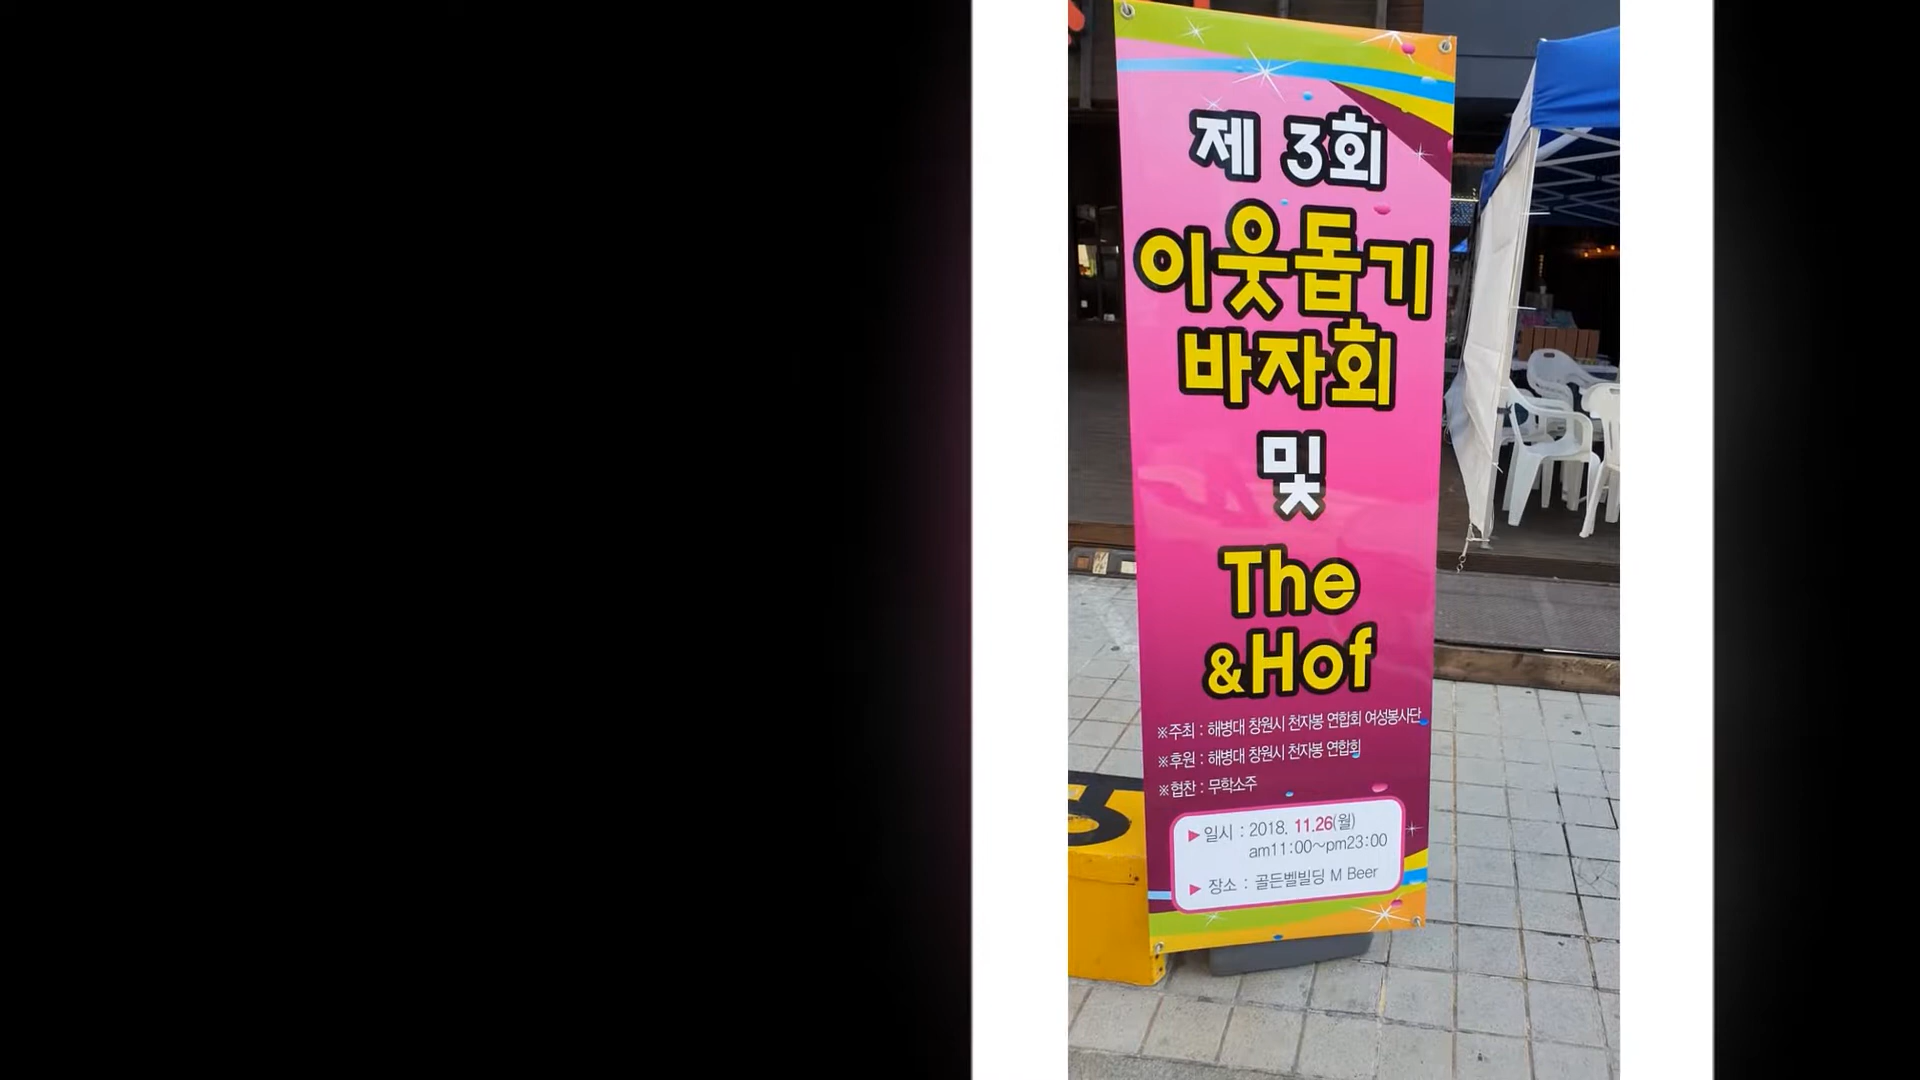 제 3회
이웃돕기
바자회
및
The
&Hof
※주최 : 해병대 창원시 천자봉 연합회 여성봉사단
※후원 : 해병대 창원시 천자봉 연합회
※협찬 : 무학소주
▶일시 : 2018. 11.26(월)
am11:00~pm23:00
▶ 장소 : 골든벨빌딩 M Beer